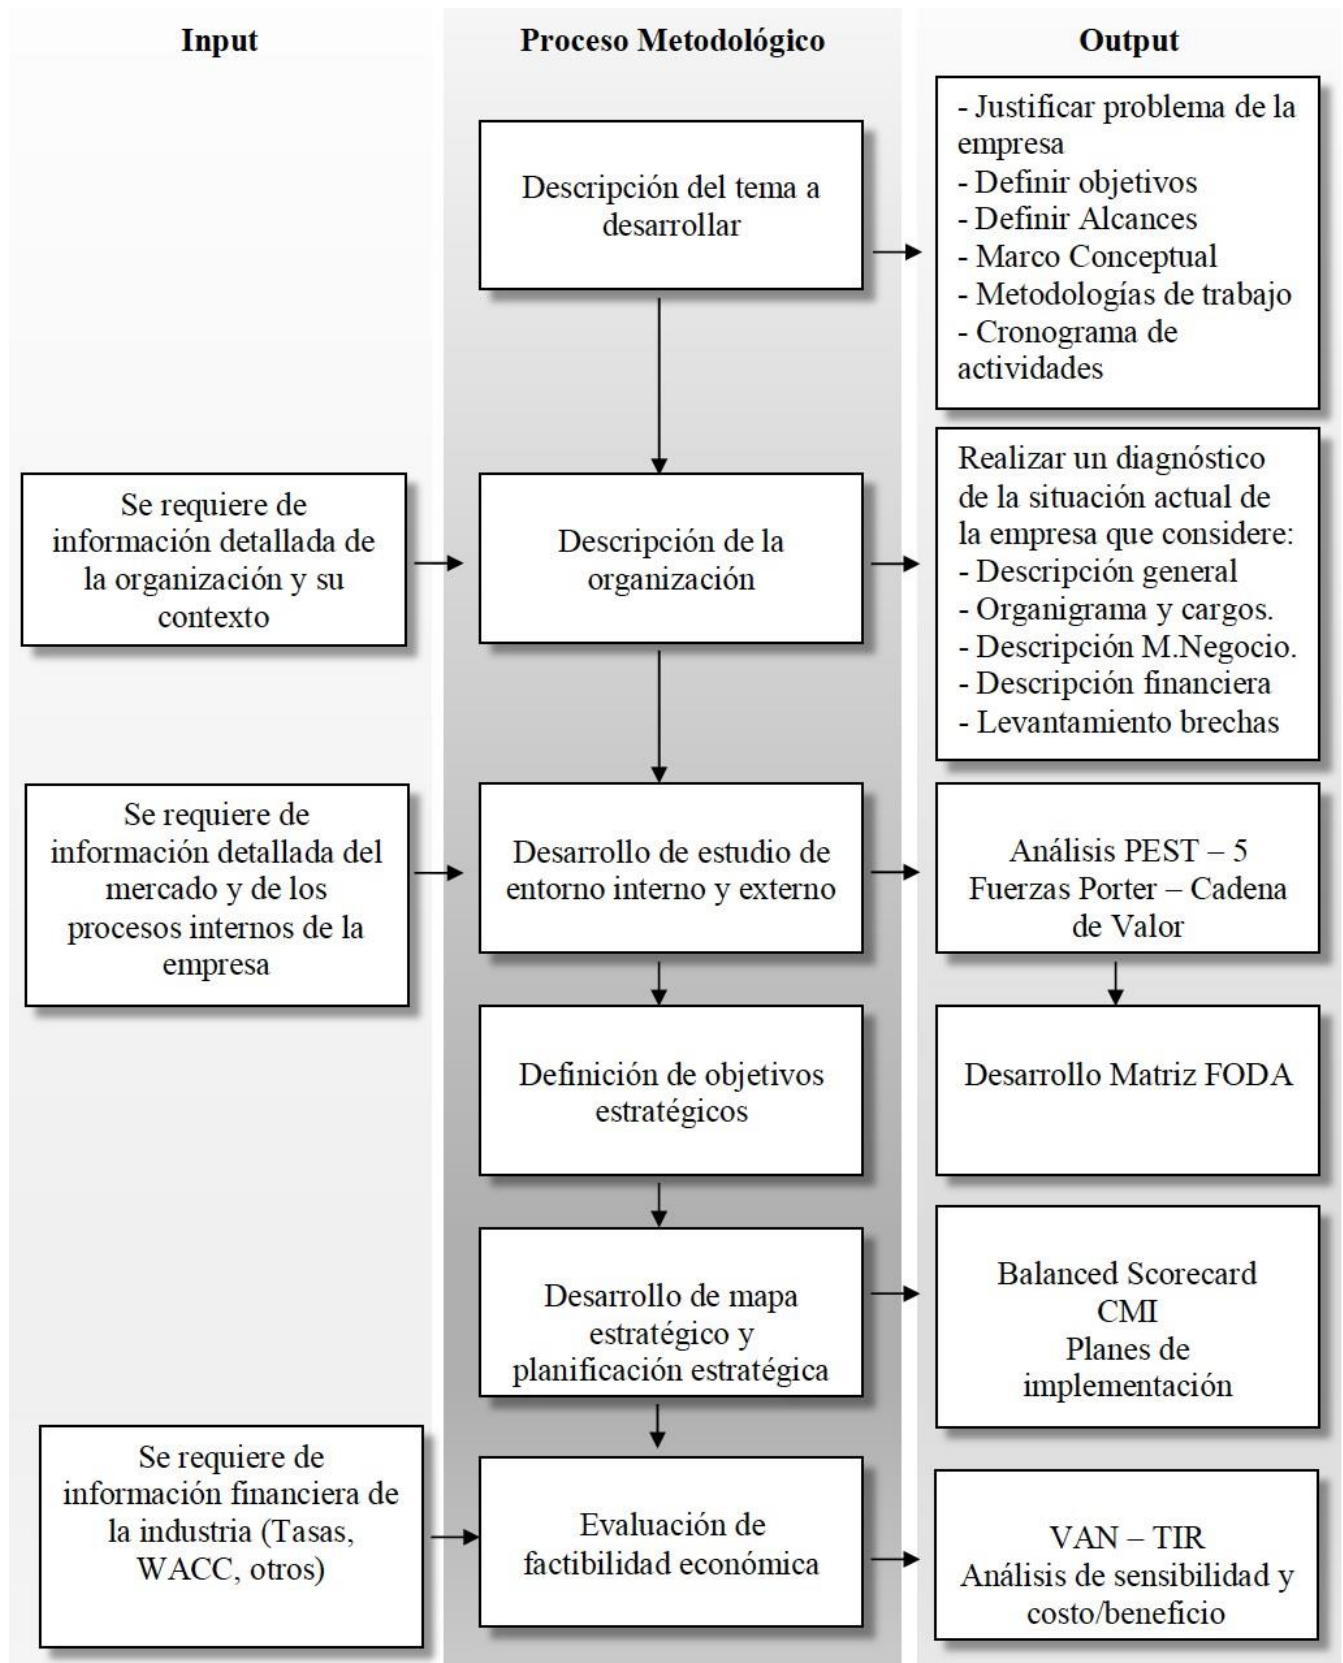 Input
Proceso Metodológico
Output
Descripción del tema a
desarrollar
- Justificar problema de la
empresa
- Definir objetivos
- Definir Alcances
- Marco Conceptual
- Metodologías de trabajo
- Cronograma de
actividades
Se requiere de
información detallada de
la organización y su
contexto
Descripción de la
organización
Realizar un diagnóstico
de la situación actual de
la empresa que considere:
- Descripción general
- Organigrama y cargos.
- Descripción M.Negocio.
- Descripción financiera
- Levantamiento brechas
Se requiere de
información detallada del
mercado y de los
procesos internos de la
empresa
Desarrollo de estudio de
entorno interno y externo
Análisis PEST – 5
Fuerzas Porter – Cadena
de Valor
Definición de objetivos
estratégicos
Desarrollo Matriz FODA
Desarrollo de mapa
estratégico y
planificación estratégica
Balanced Scorecard
CMI
Planes de
implementación
Se requiere de
información financiera de
la industria (Tasas,
WACC, otros)
Evaluación de
factibilidad económica
VAN – TIR
Análisis de sensibilidad y
costo/beneficio